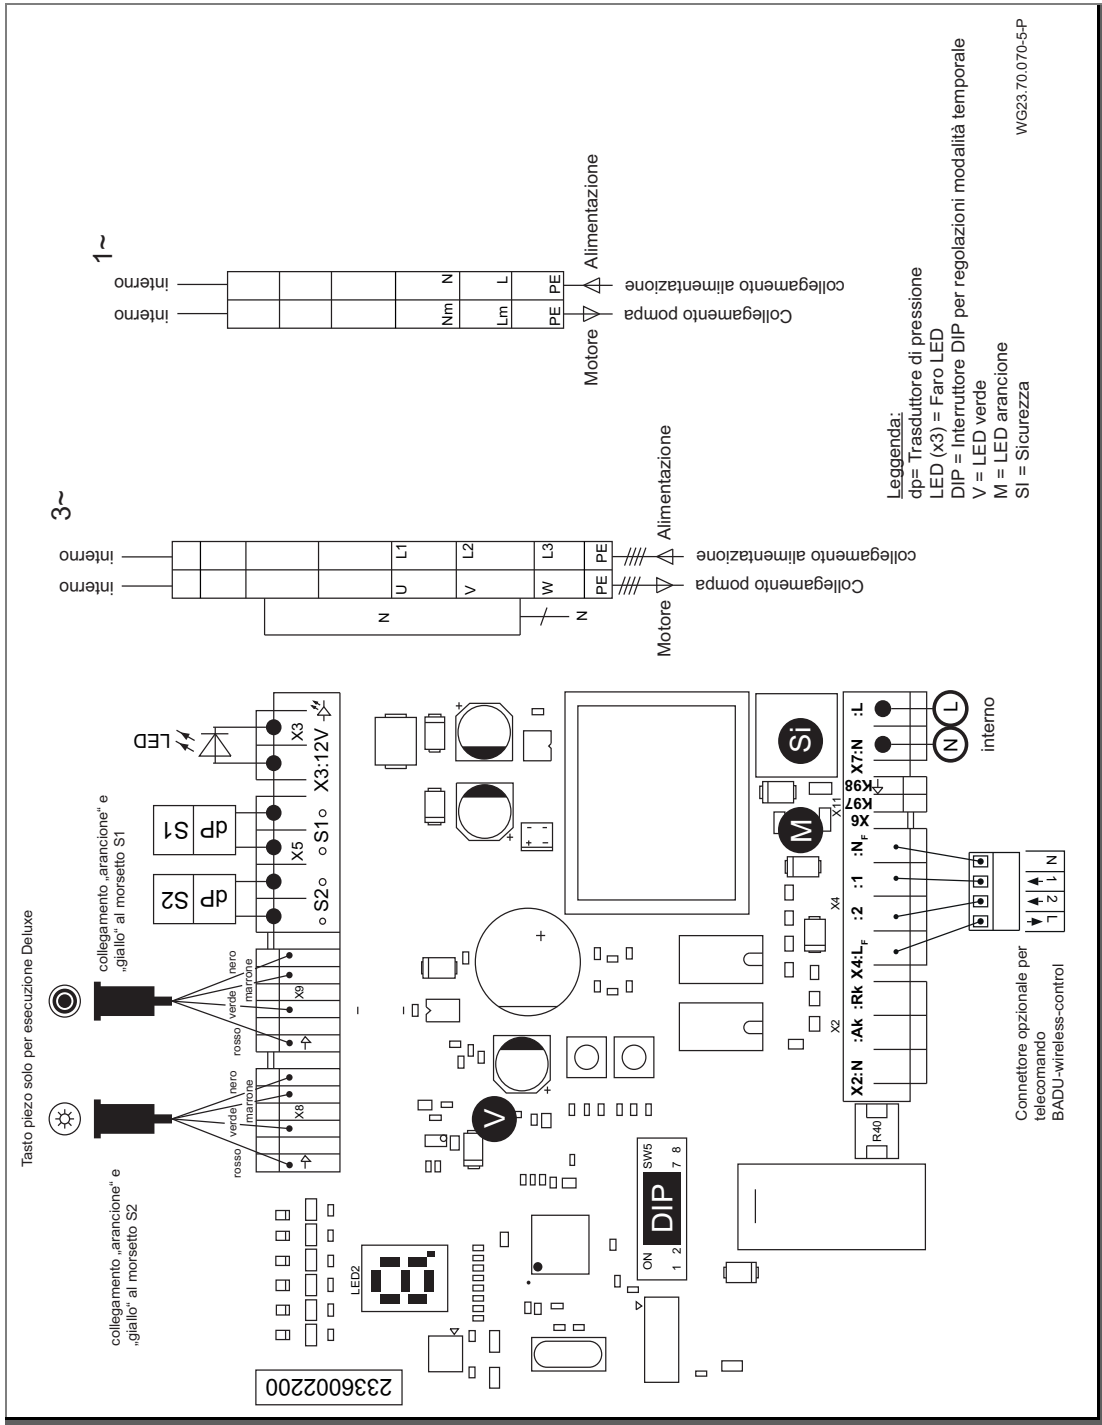 Tasto piezo solo per esecuzione Deluxe
collegamento „arancione“ e
„giallo“ al morsetto S2
collegamento „arancione“ e
„giallo“ al morsetto S1
rosso
verde
marrone
nero
rosso
verde
marrone
nero
X8
X9
S2
dP
S1
dP
LED
S2
S1
X5
X3:12V
X3
2336002200
LED2
V
ON
DIP
SW5
1 2
7 8
M
Si
R40
X2:N
:Ak
:Rk
X4:LF
:2
:1
:NF
X6
K97
K98
X7:N
:L
X2
X4
X11
N
L
interno
N
1
2
L
Connettore opzionale per
telecomando
BADU-wireless-control
3~
interno
interno
L1
L2
L3
PE
U
V
W
PE
N
N
Motore
Alimentazione
Collegamento pompa
collegamento alimentazione
1~
interno
interno
N
L
PE
Nm
Lm
PE
Motore
Alimentazione
Collegamento pompa
collegamento alimentazione
Leggenda:
dp= Trasduttore di pressione
LED (x3) = Faro LED
DIP = Interruttore DIP per regolazioni modalità temporale
V = LED verde
M = LED arancione
SI = Sicurezza
WG23.70.070-5-P